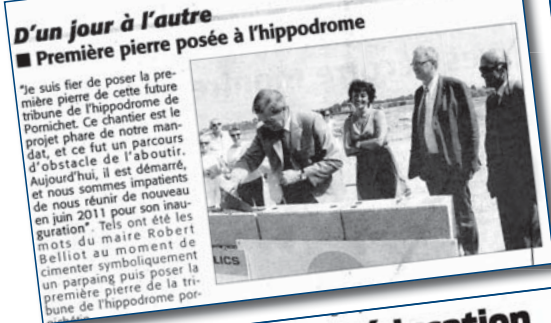 D'un jour à l'autre
■ Première pierre posée à l'hippodrome
"Je suis fier de poser la pre-
mière pierre de cette future
tribune de l'hippodrome de
Pornichet. Ce chantier est le
projet phare de notre man-
dat, et ce fut un parcours
d'obstacle de l'aboutir.
Aujourd'hui, il est démarré,
et nous sommes impatients
de nous réunir de nouveau
en juin 2011 pour son inau-
guration". Tels ont été les
mots du maire Robert
Belliot au moment de
cimenter symboliquement
un parpaing puis poser la
première pierre de la tri-
bune de l'hippodrome por-
LICS